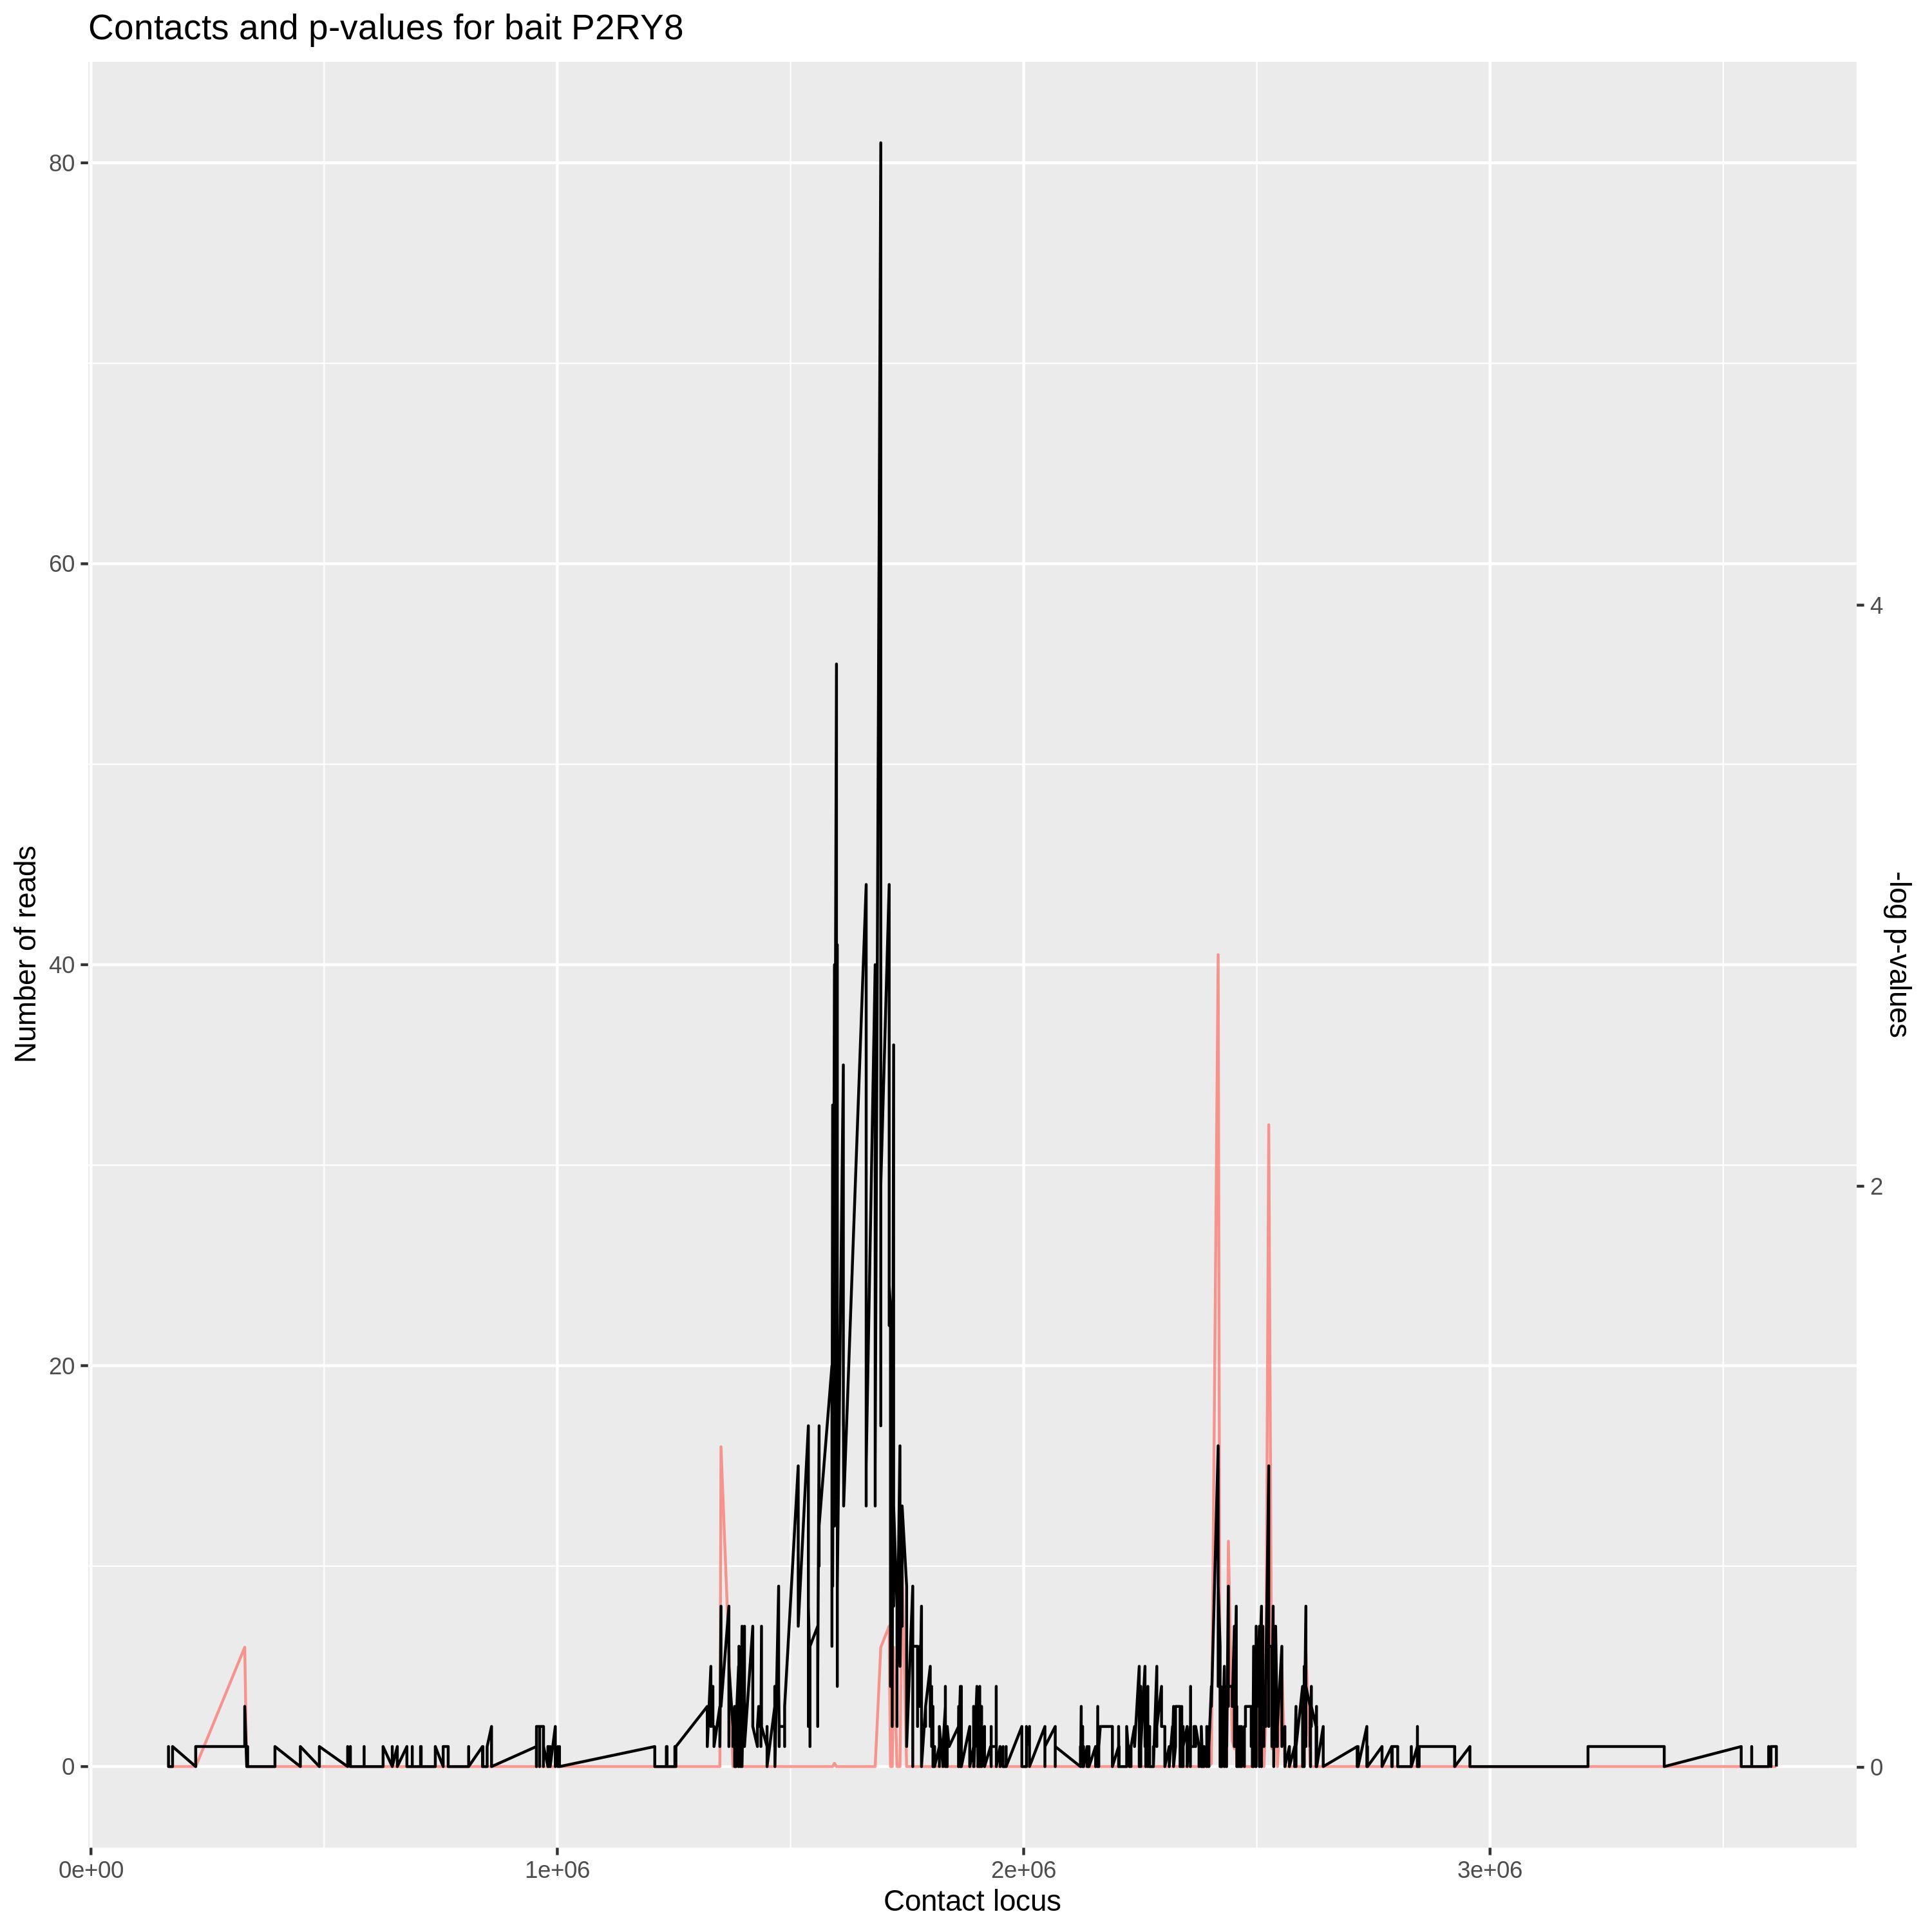 Contacts and p-values for bait P2RY8
80
60
40
20
0
Number of reads
4
2
0
-log p-values
0e+00 1e+06 2e+06 3e+06
Contact locus